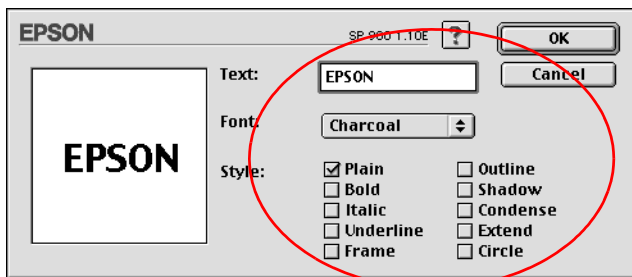 EPSON
SP 900 1.10E
?
OK
Cancel
Text:
EPSON
Font:
Charcoal
EPSON
Style:
Plain
Outline
Bold
Shadow
Italic
Condense
Underline
Extend
Frame
Circle